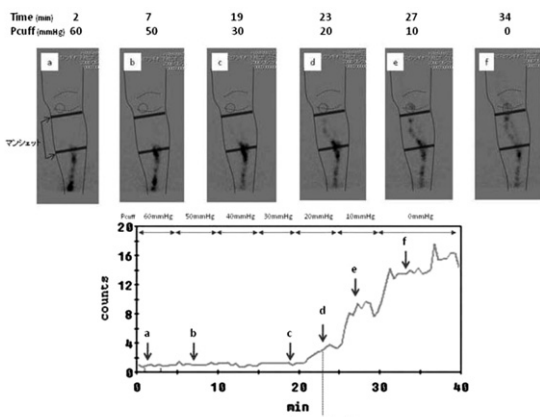 Time (min) 2 7 19 23 27 34
Pcuff (mmHg) 60 50 30 20 10 0
a b c d e f
マンシェット
Pcuff 60mmHg 50mmHg 40mmHg 30mmHg 20mmHg 10mmHg 0mmHg
20
16
12
8
4
0
counts
a b c d e f
0 10 20 30 40
min